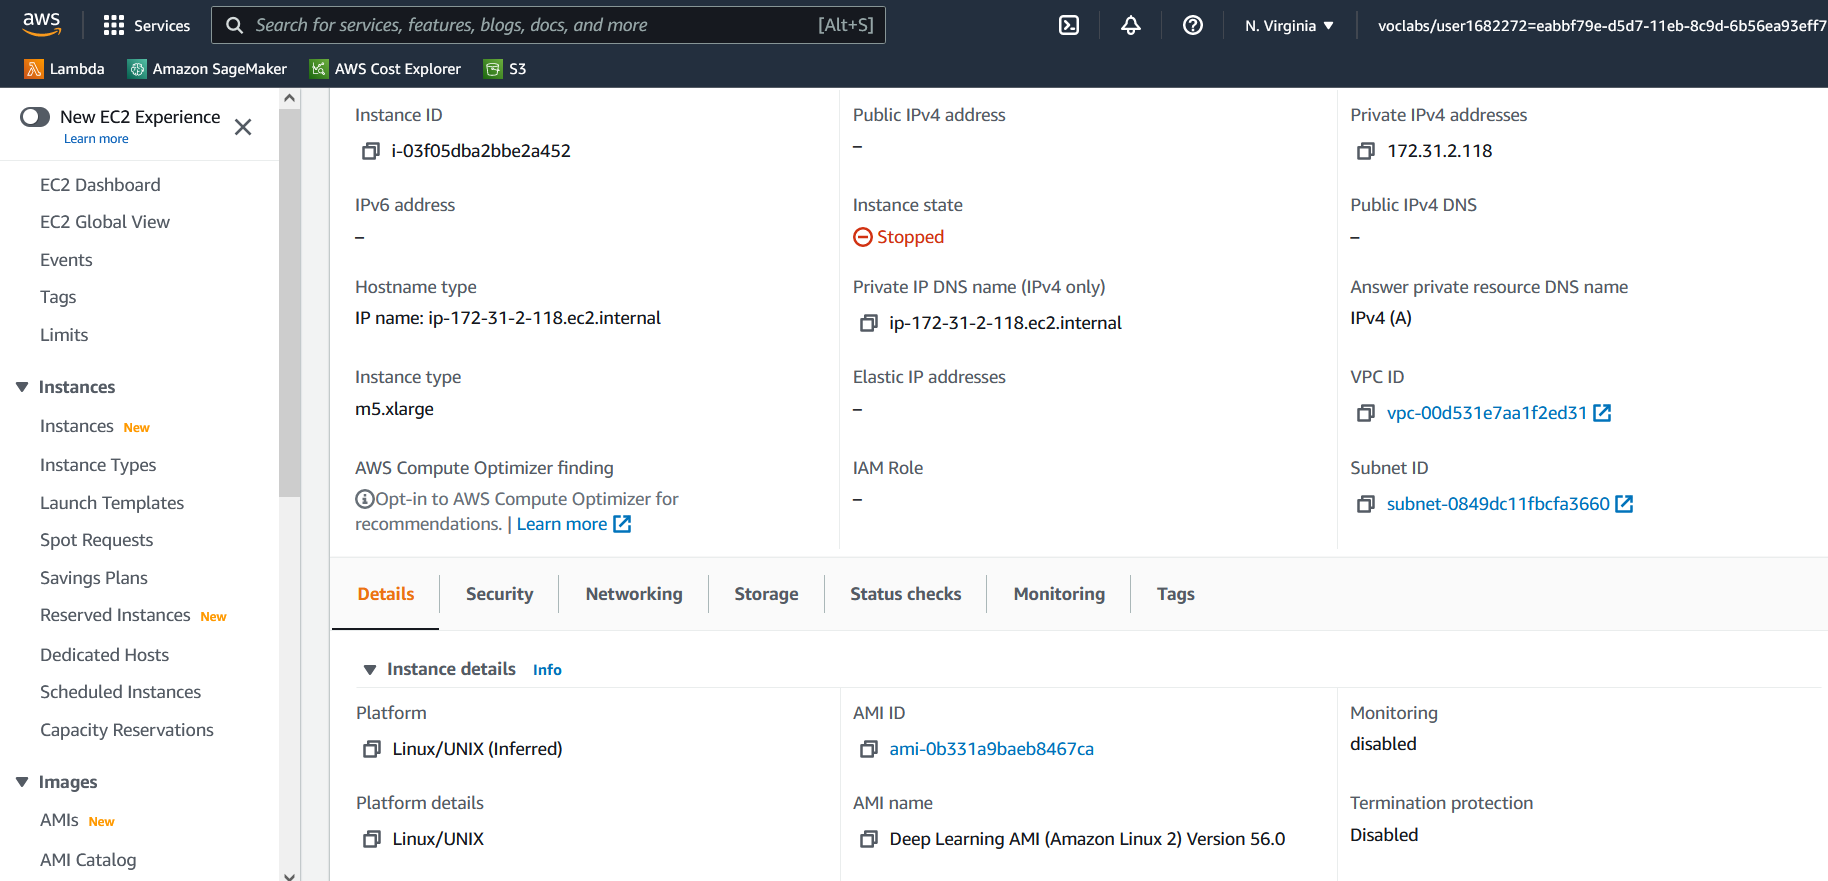 aws
Services
Search for services, features, blogs, docs, and more
[Alt+S]
N. Virginia
voclabs/user1682272=eabbf79e-d5d7-11eb-8c9d-6b56ea93eff7
Lambda
Amazon SageMaker
AWS Cost Explorer
S3
New EC2 Experience
Learn more
EC2 Dashboard
EC2 Global View
Events
Tags
Limits
Instances
Instances New
Instance Types
Launch Templates
Spot Requests
Savings Plans
Reserved Instances New
Dedicated Hosts
Scheduled Instances
Capacity Reservations
Images
AMIs New
AMI Catalog
Instance ID
i-03f05dba2bbe2a452
Public IPv4 address
–
Private IPv4 addresses
172.31.2.118
IPv6 address
–
Instance state
Stopped
Public IPv4 DNS
–
Hostname type
IP name: ip-172-31-2-118.ec2.internal
Private IP DNS name (IPv4 only)
ip-172-31-2-118.ec2.internal
Answer private resource DNS name
IPv4 (A)
Instance type
m5.xlarge
Elastic IP addresses
–
VPC ID
vpc-00d531e7aa1f2ed31
AWS Compute Optimizer finding
Opt-in to AWS Compute Optimizer for
recommendations. | Learn more
IAM Role
–
Subnet ID
subnet-0849dc11fbcfa3660
Details
Security
Networking
Storage
Status checks
Monitoring
Tags
Instance details Info
Platform
Linux/UNIX (Inferred)
AMI ID
ami-0b331a9baeb8467ca
Monitoring
disabled
Platform details
Linux/UNIX
AMI name
Deep Learning AMI (Amazon Linux 2) Version 56.0
Termination protection
Disabled